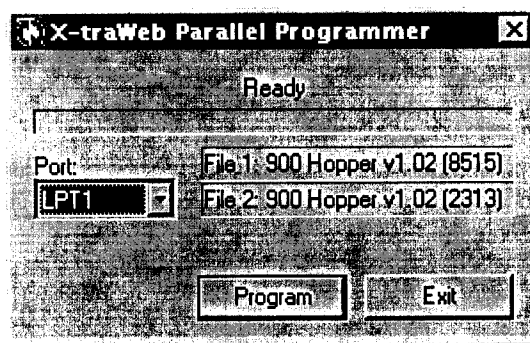 X-traWeb Parallel Programmer
Ready
Port:
LPT1
File 1: 900 Hopper v1.02 (8515)
File 2: 900 Hopper v1.02 (2313)
Program
Exit